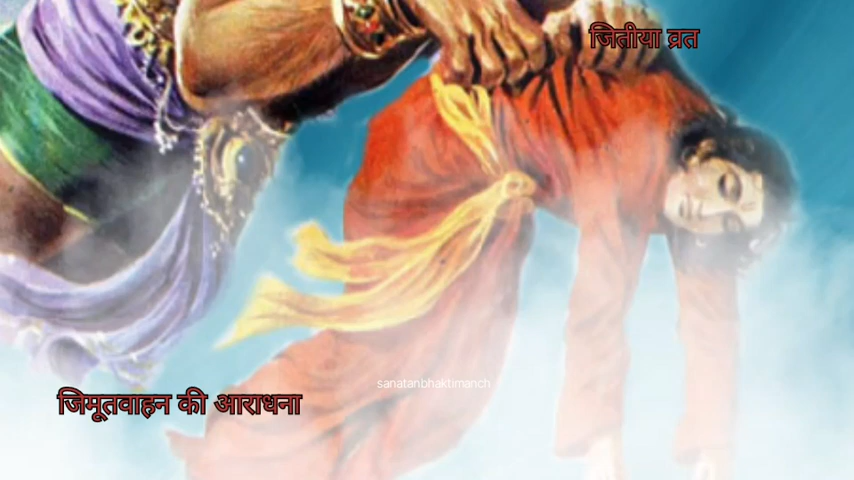 जितीया व्रत
sanatanbhaktimanch
जिमूतवाहन की आराधना